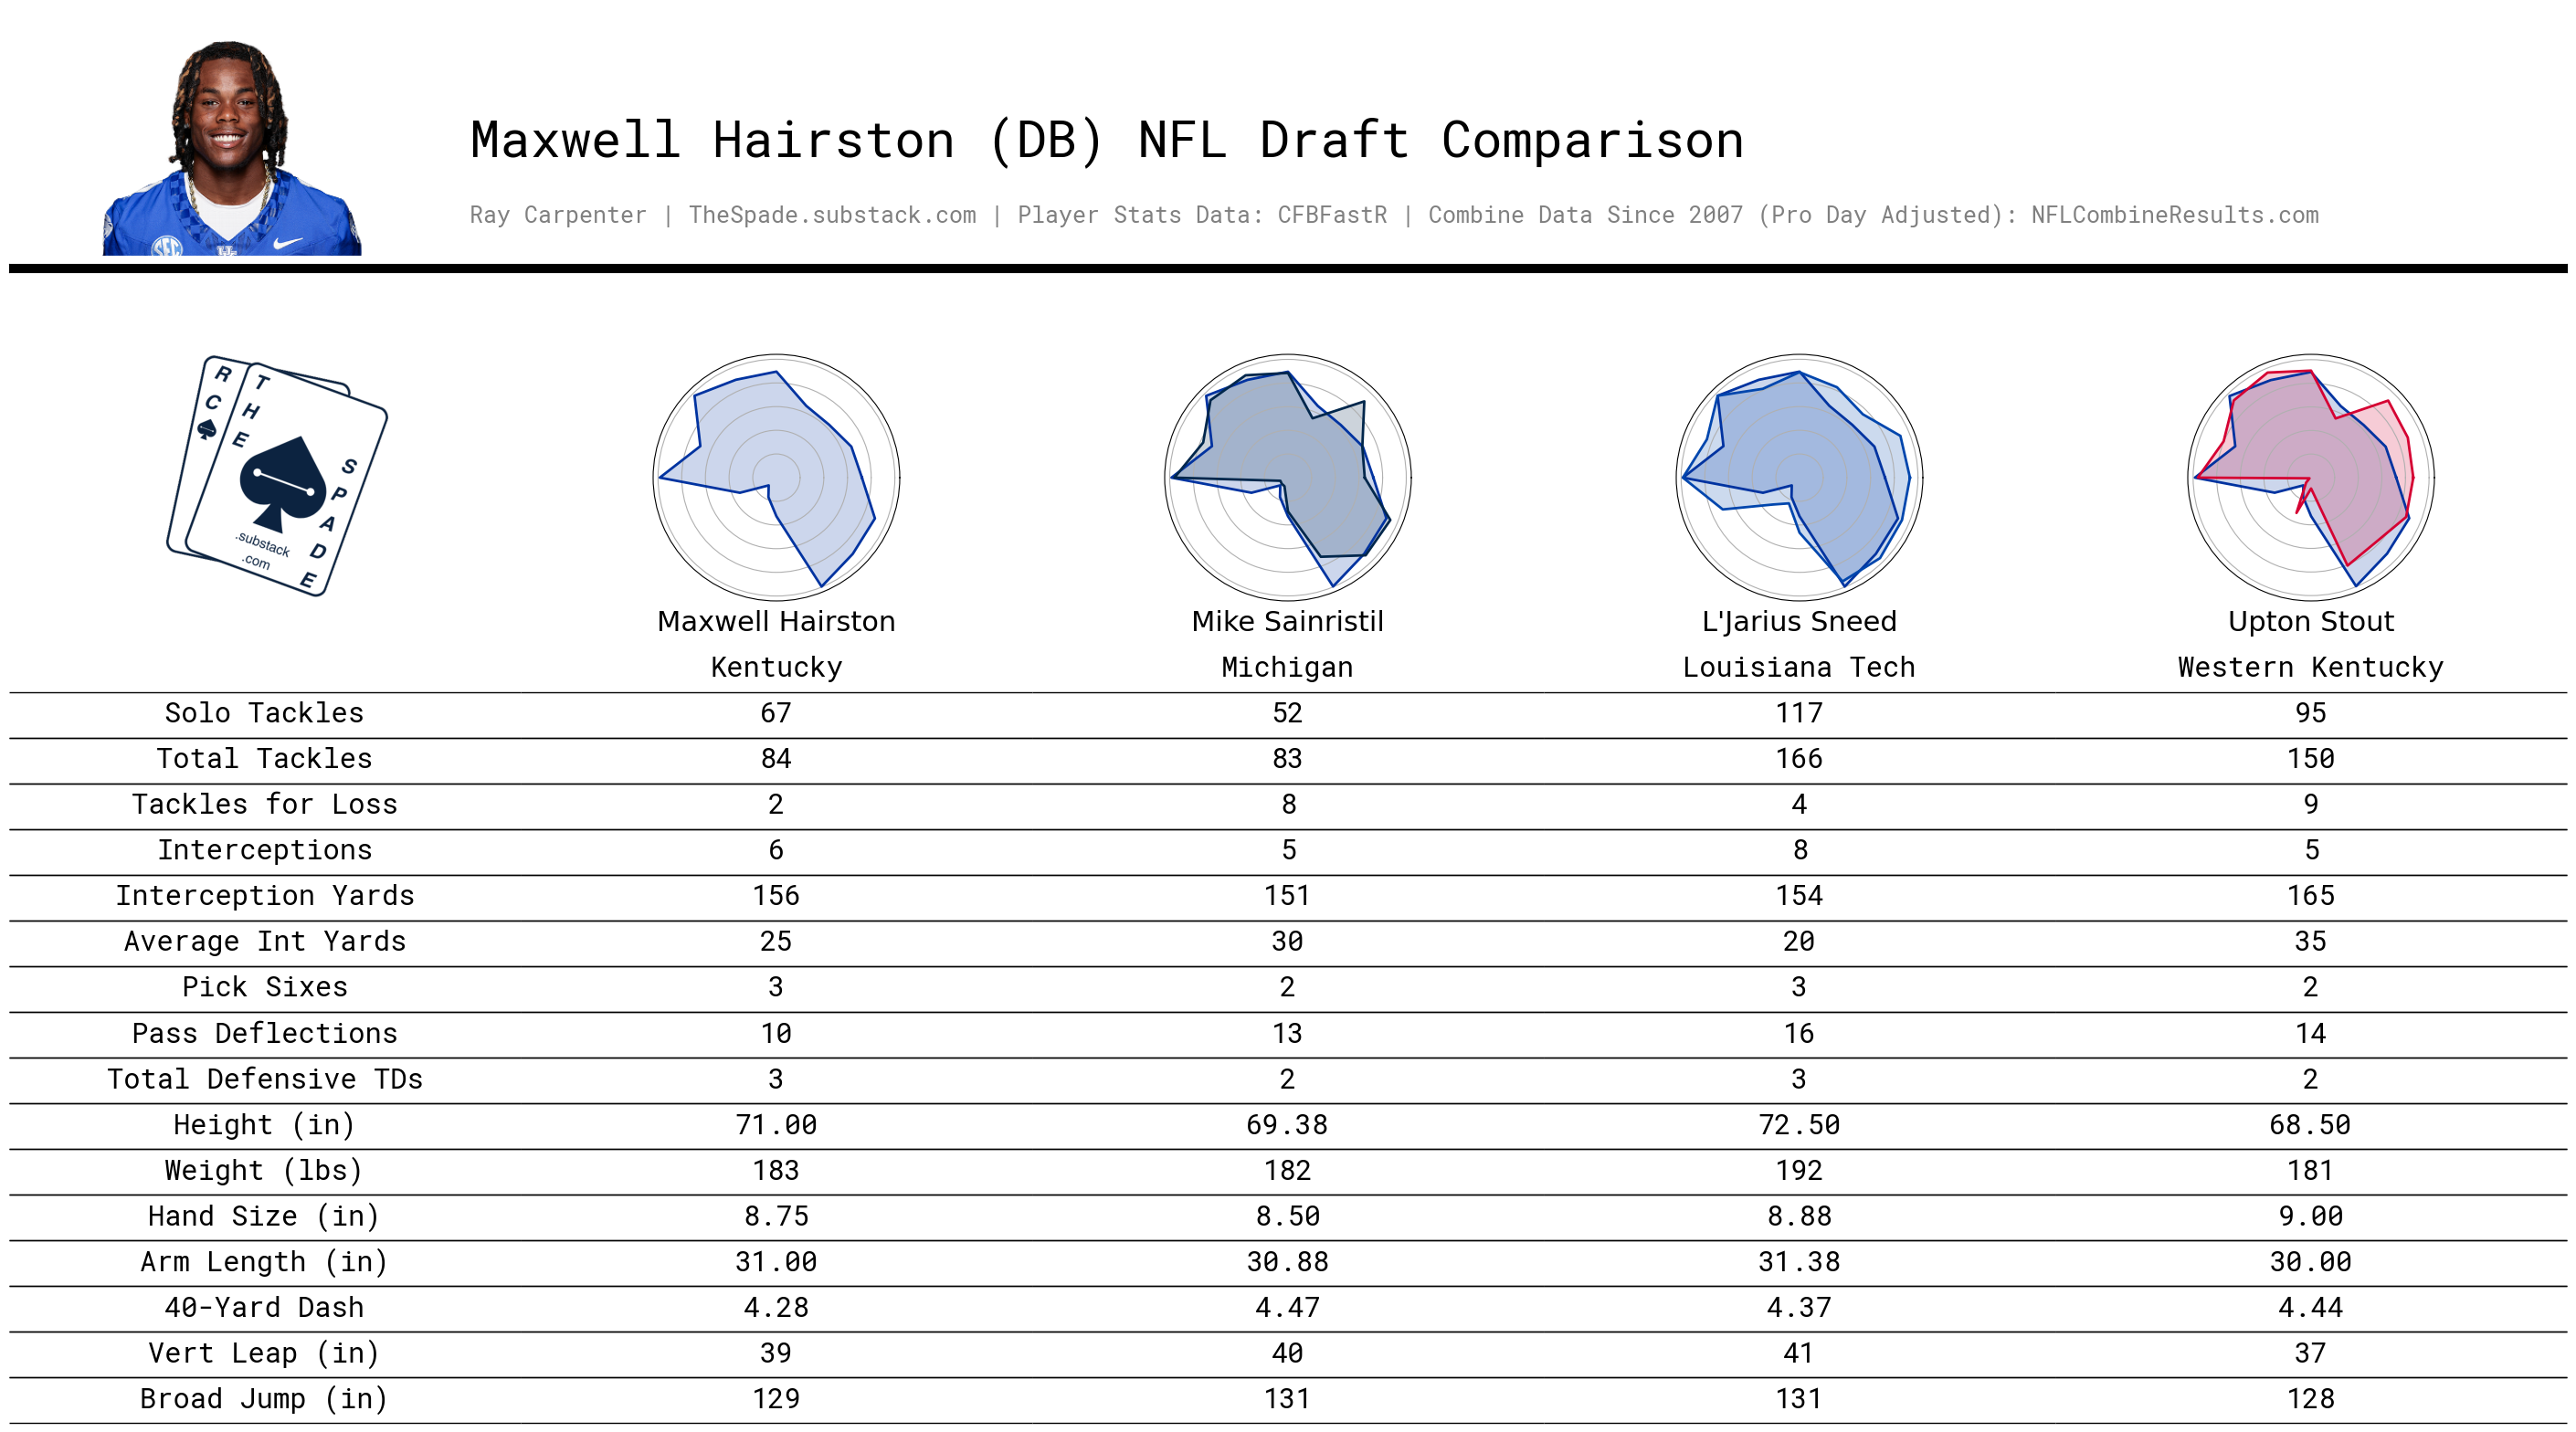 Maxwell Hairston (DB) NFL Draft Comparison
Ray Carpenter | TheSpade.substack.com | Player Stats Data: CFBFastR | Combine Data Since 2007 (Pro Day Adjusted): NFLCombineResults.com
SEC
UK
RC
THE
SPADE
.substack
.com
Maxwell Hairston Mike Sainristil L'Jarius Sneed Upton Stout
Kentucky Michigan Louisiana Tech Western Kentucky
Solo Tackles 67 52 117 95
Total Tackles 84 83 166 150
Tackles for Loss 2 8 4 9
Interceptions 6 5 8 5
Interception Yards 156 151 154 165
Average Int Yards 25 30 20 35
Pick Sixes 3 2 3 2
Pass Deflections 10 13 16 14
Total Defensive TDs 3 2 3 2
Height (in) 71.00 69.38 72.50 68.50
Weight (lbs) 183 182 192 181
Hand Size (in) 8.75 8.50 8.88 9.00
Arm Length (in) 31.00 30.88 31.38 30.00
40-Yard Dash 4.28 4.47 4.37 4.44
Vert Leap (in) 39 40 41 37
Broad Jump (in) 129 131 131 128